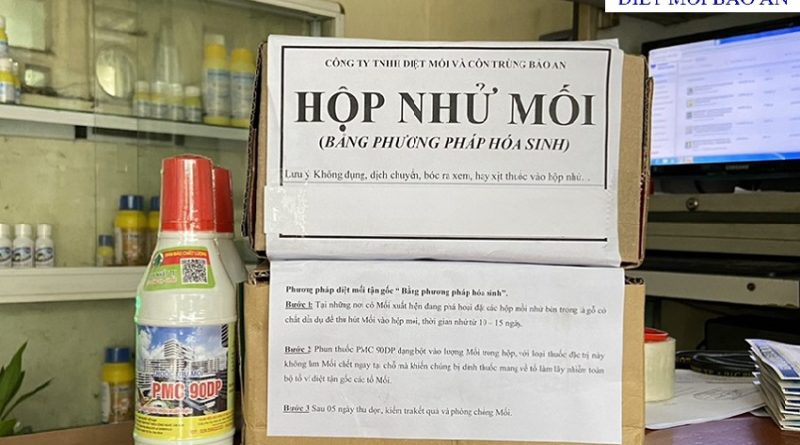 DIỆT MỐI BẢO AN
CÔNG TY TNHH DIỆT MỐI VÀ CÔN TRÙNG BẢO AN
HỘP NHỬ MỐI
(BẰNG PHƯƠNG PHÁP HÓA SINH)
Lưu ý Không đụng, dịch chuyển, bóc ra xem, hay xịt thuốc vào hộp nhử. .
Phương pháp diệt mối tận gốc “ Bằng phương pháp hóa sinh”.
Bước 1: Tại những nơi có Mối xuất hện đang phá hoại đặt các hộp mồi như bên trong là gỗ có
chất dẫn dụ để thu hút Mối vào hộp mồi, thời gian nhử từ 10 – 15 ngày.
Bước 2 Phun thuốc PMC 90DP dạng bột vào lượng Mối trong hộp, với loại thuốc đặc trị này
không làm Mối chết ngay tại chỗ mà khiến chúng bị dính thuốc mang về tổ làm lây nhiễm toàn
bộ tổ vì diệt tận gốc các tổ Mối.
Bước 3 Sau 05 ngày thu dọn, kiểm tra kết quả và phòng chống Mối.
PMC 90DP